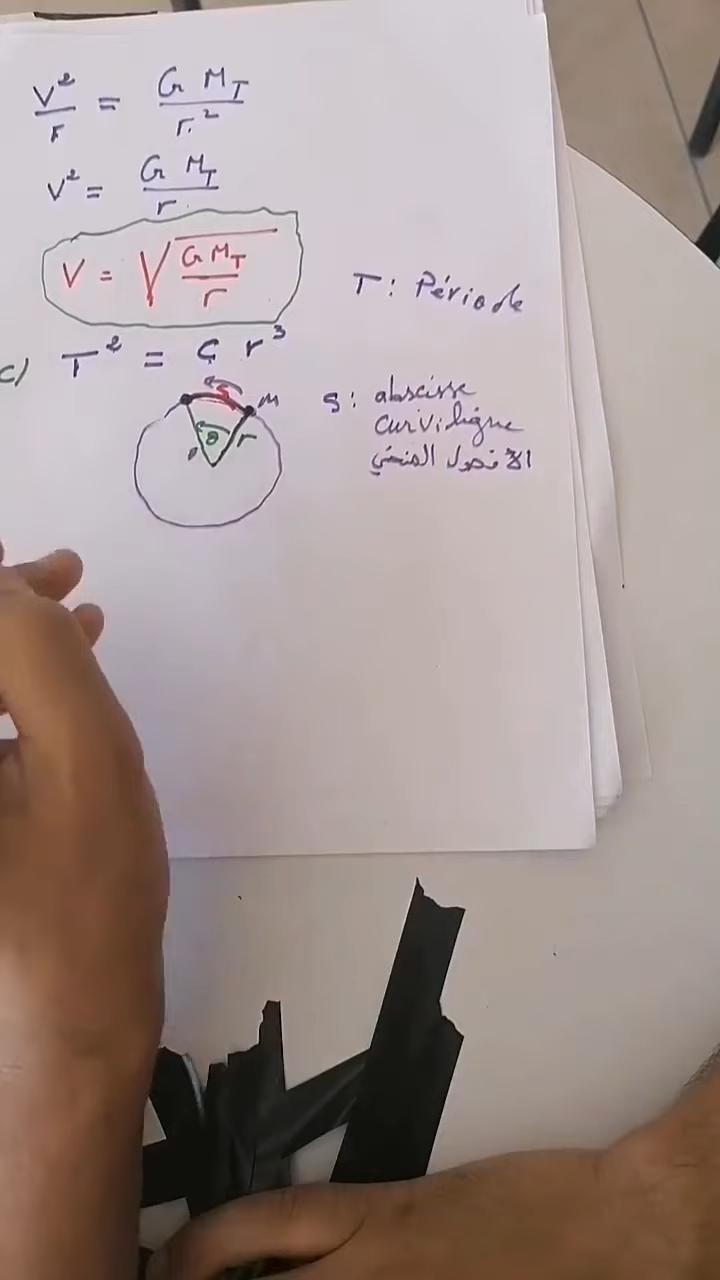 V²/r = G M_T/r²
V² = G M_T/r
V = √(G M_T/r)
T : Période
c) T² = C r³
S M
θ r
S : abscisse
curviligne
الأفصول المنحني